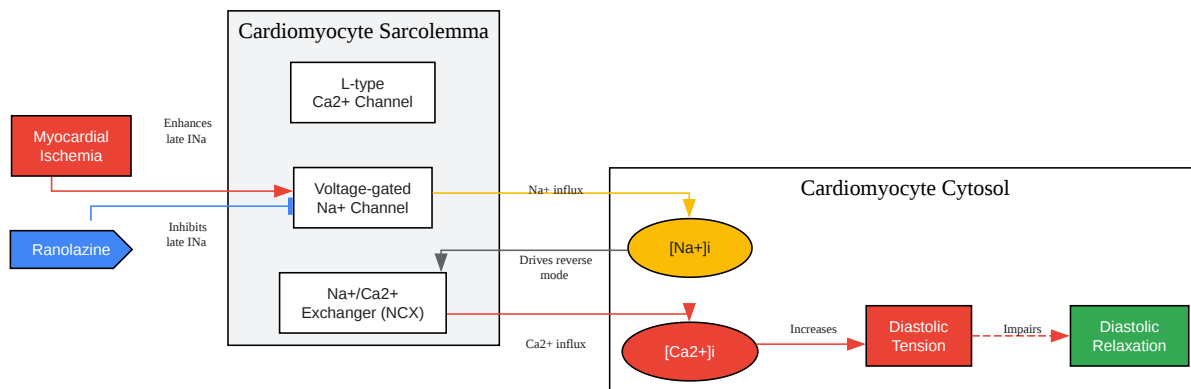 Cardiomyocyte Sarcolemma
L-type
Ca2+ Channel
Myocardial
Ischemia
Enhances
late INa
Voltage-gated
Na+ Channel
Na+ influx
Cardiomyocyte Cytosol
Ranolazine
Inhibits
late INa
[Na+]i
Drives reverse
mode
Na+/Ca2+
Exchanger (NCX)
Ca2+ influx
[Ca2+]i
Increases
Diastolic
Tension
Impairs
Diastolic
Relaxation